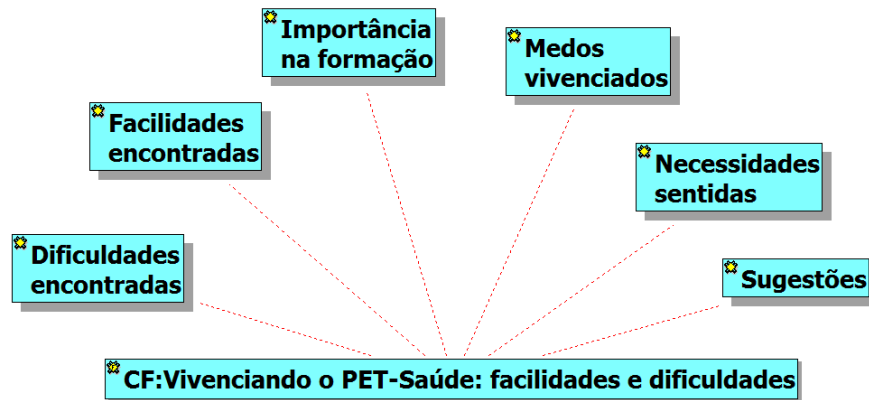 Importância
na formação
Medos
vivenciados
Facilidades
encontradas
Necessidades
sentidas
Dificuldades
encontradas
Sugestões
CF:Vivenciando o PET-Saúde: facilidades e dificuldades